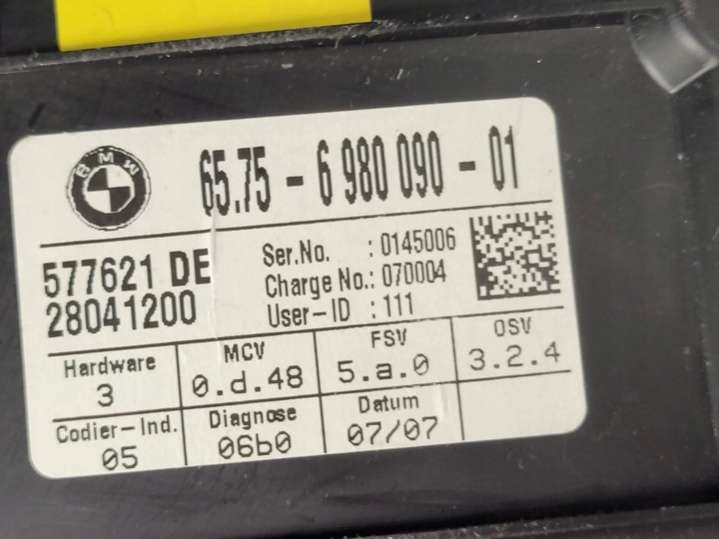 BMW
65.75 - 6 980 090 - 01
577621 DE
28041200
Ser.No. : 0145006
Charge No.: 070004
User-ID : 111
Hardware MCV FSV OSV
3 0.d.48 5.a.0 3.2.4
Codier-Ind. Diagnose Datum
05 06b0 07/07